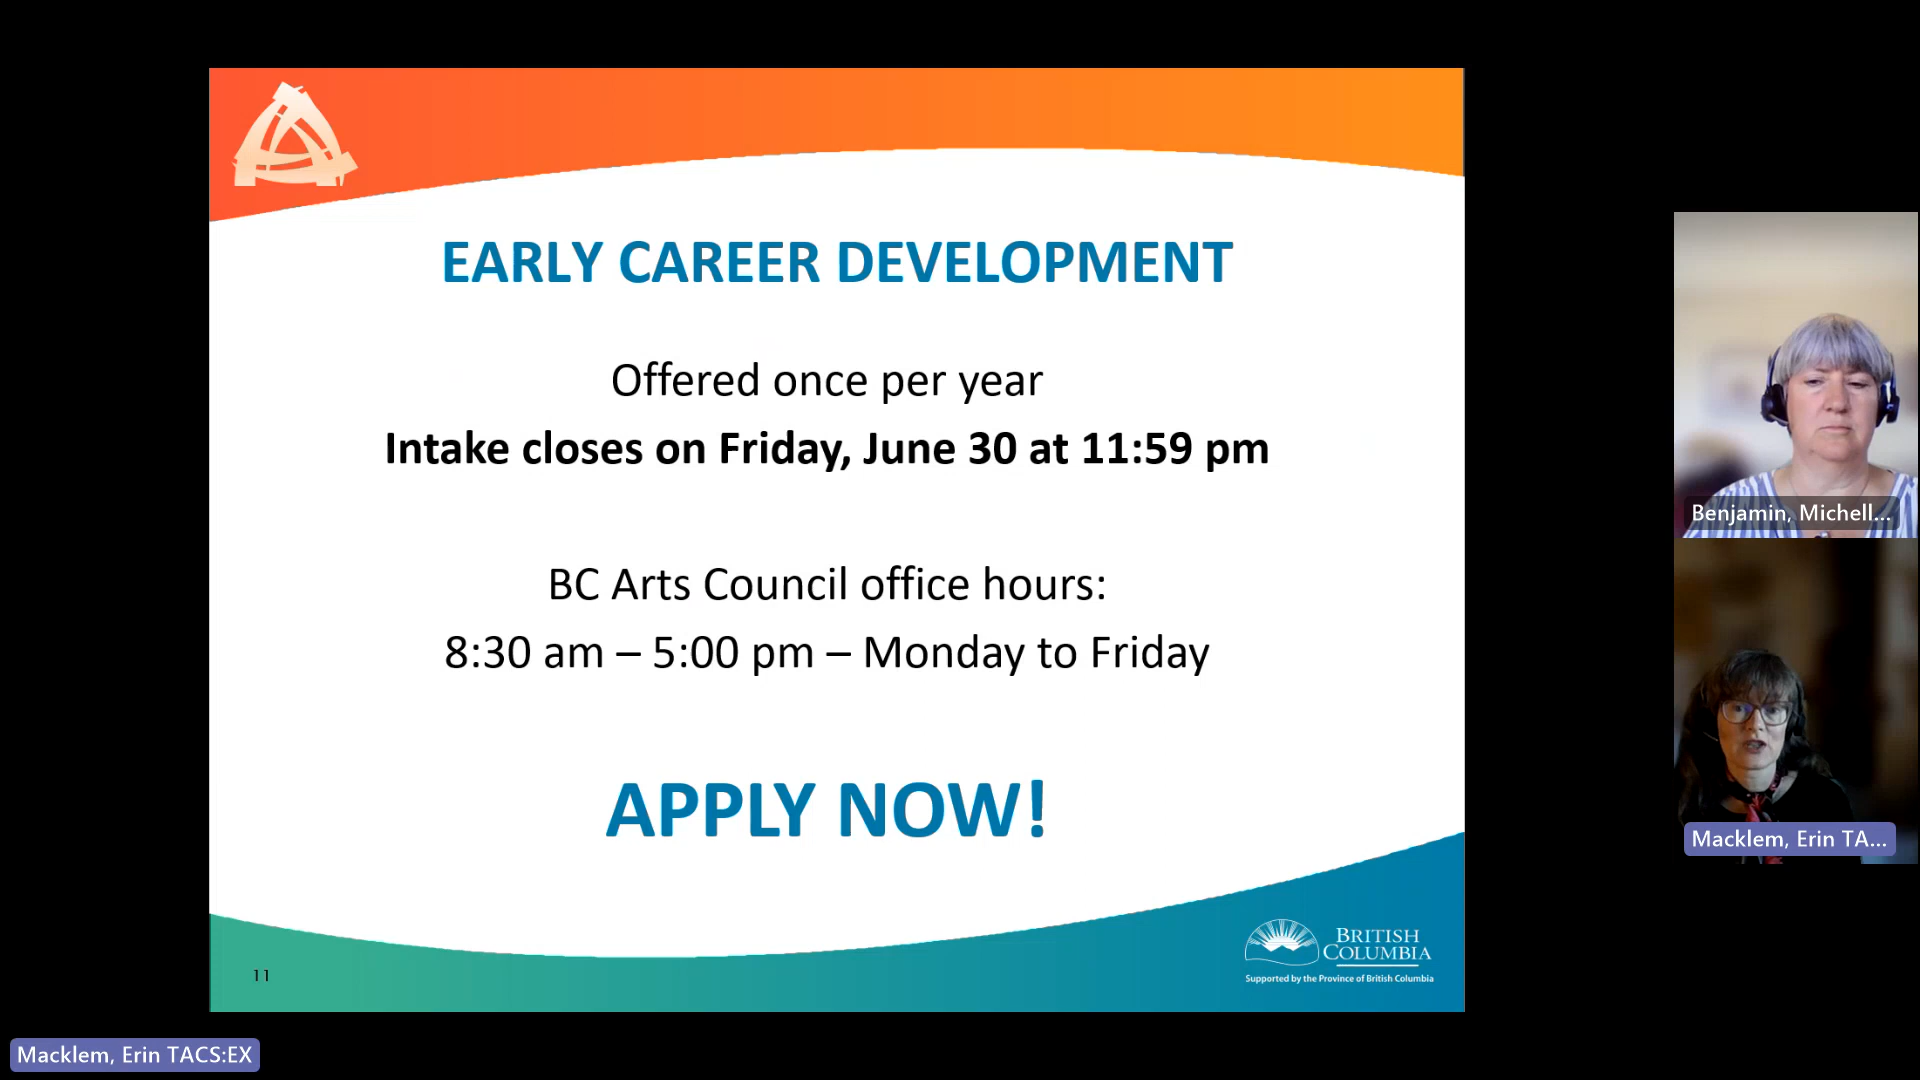 EARLY CAREER DEVELOPMENT
Offered once per year
Intake closes on Friday, June 30 at 11:59 pm
BC Arts Council office hours:
8:30 am – 5:00 pm – Monday to Friday
APPLY NOW!
11
BRITISH
COLUMBIA
Supported by the Province of British Columbia
Benjamin, Michell...
Macklem, Erin TA...
Macklem, Erin TACS:EX